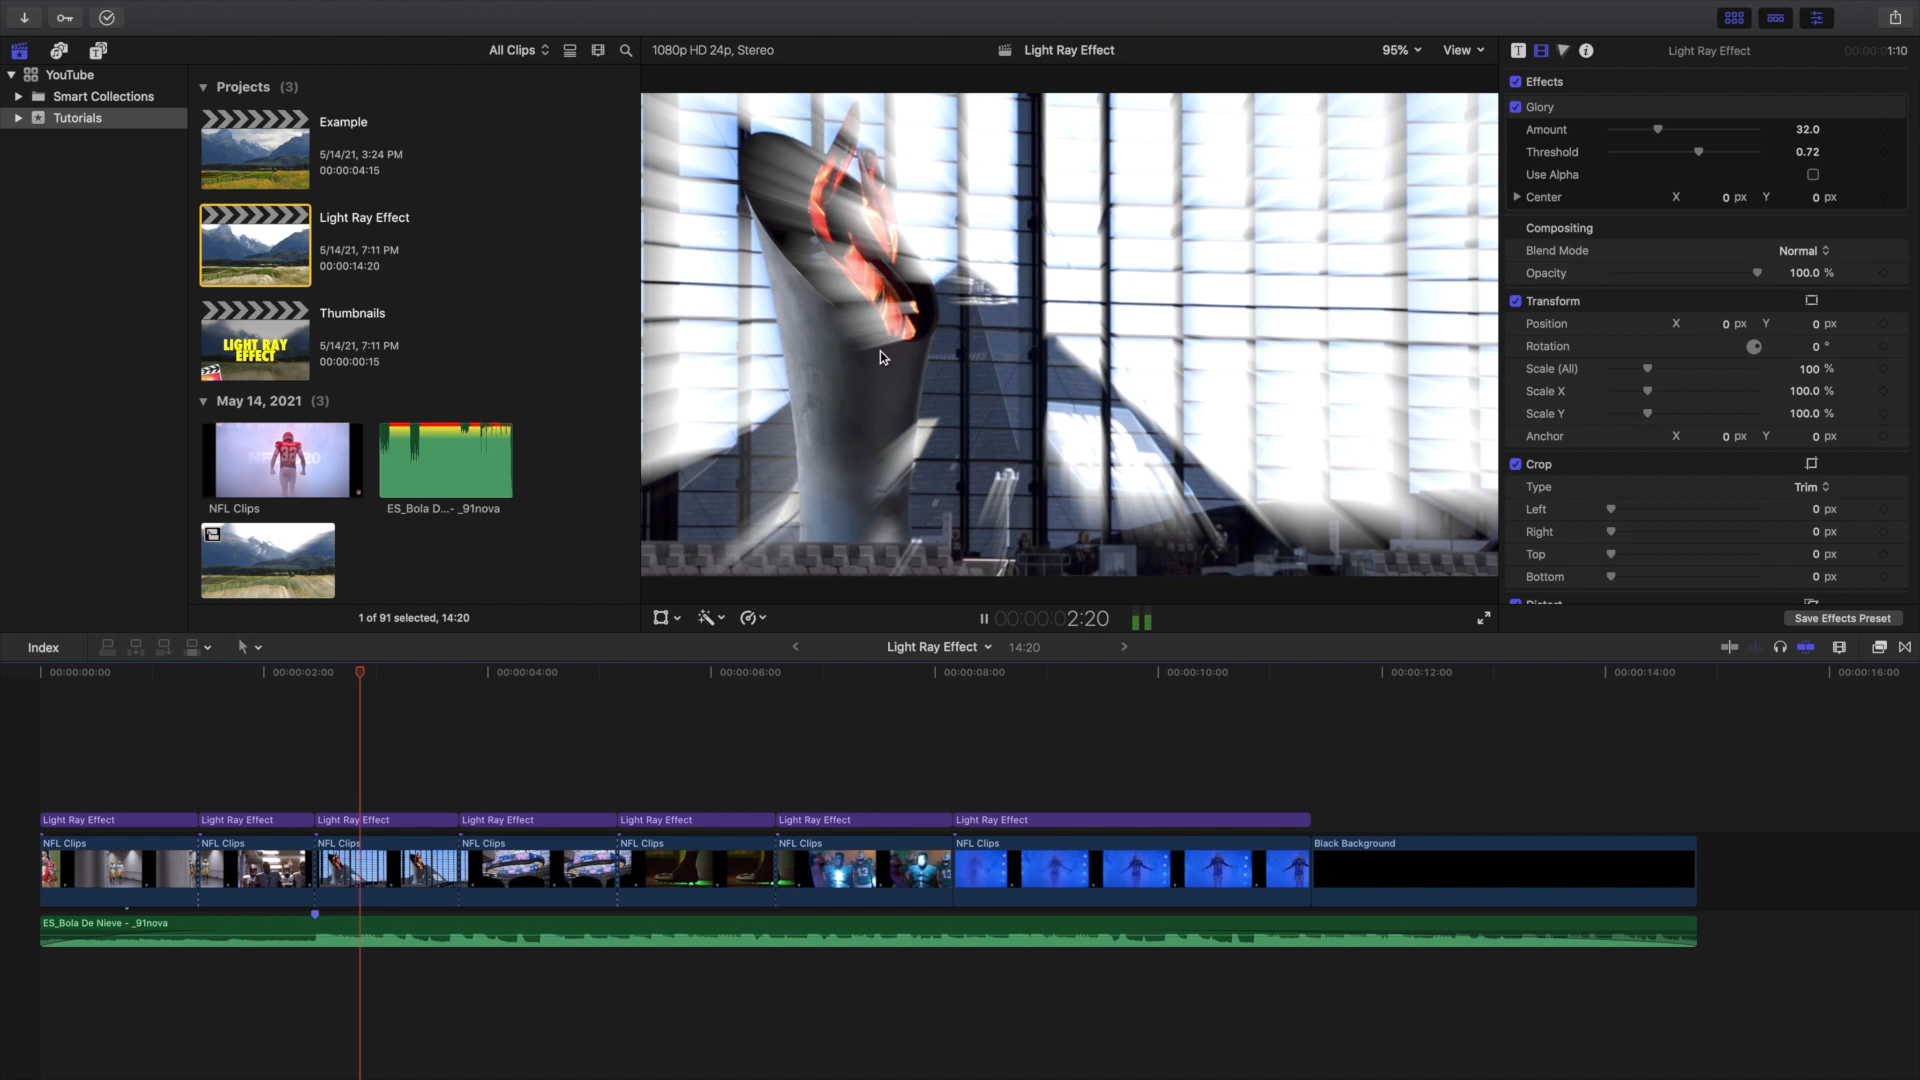 All Clips
1080p HD 24p, Stereo
Light Ray Effect
95%
View
Light Ray Effect
00:00:01:10
YouTube
Smart Collections
Tutorials
Projects (3)
Example
5/14/21, 3:24 PM
00:00:04:15
Light Ray Effect
5/14/21, 7:11 PM
00:00:14:20
LIGHT RAY
EFFECT
Thumbnails
5/14/21, 7:11 PM
00:00:00:15
May 14, 2021 (3)
NFL Clips
ES_Bola D...- _91nova
1 of 91 selected, 14:20
Effects
Glory
Amount 32.0
Threshold 0.72
Use Alpha
Center X 0 px Y 0 px
Compositing
Blend Mode Normal
Opacity 100.0 %
Transform
Position X 0 px Y 0 px
Rotation 0 °
Scale (All) 100 %
Scale X 100.0 %
Scale Y 100.0 %
Anchor X 0 px Y 0 px
Crop
Type Trim
Left 0 px
Right 0 px
Top 0 px
Bottom 0 px
Distort
Save Effects Preset
00:00:02:20
Index
Light Ray Effect
14:20
00:00:00:00 00:00:02:00 00:00:04:00 00:00:06:00 00:00:08:00 00:00:10:00 00:00:12:00 00:00:14:00 00:00:16:00
Light Ray Effect Light Ray Effect Light Ray Effect Light Ray Effect Light Ray Effect Light Ray Effect Light Ray Effect
NFL Clips NFL Clips NFL Clips NFL Clips NFL Clips NFL Clips NFL Clips Black Background
ES_Bola De Nieve - _91nova